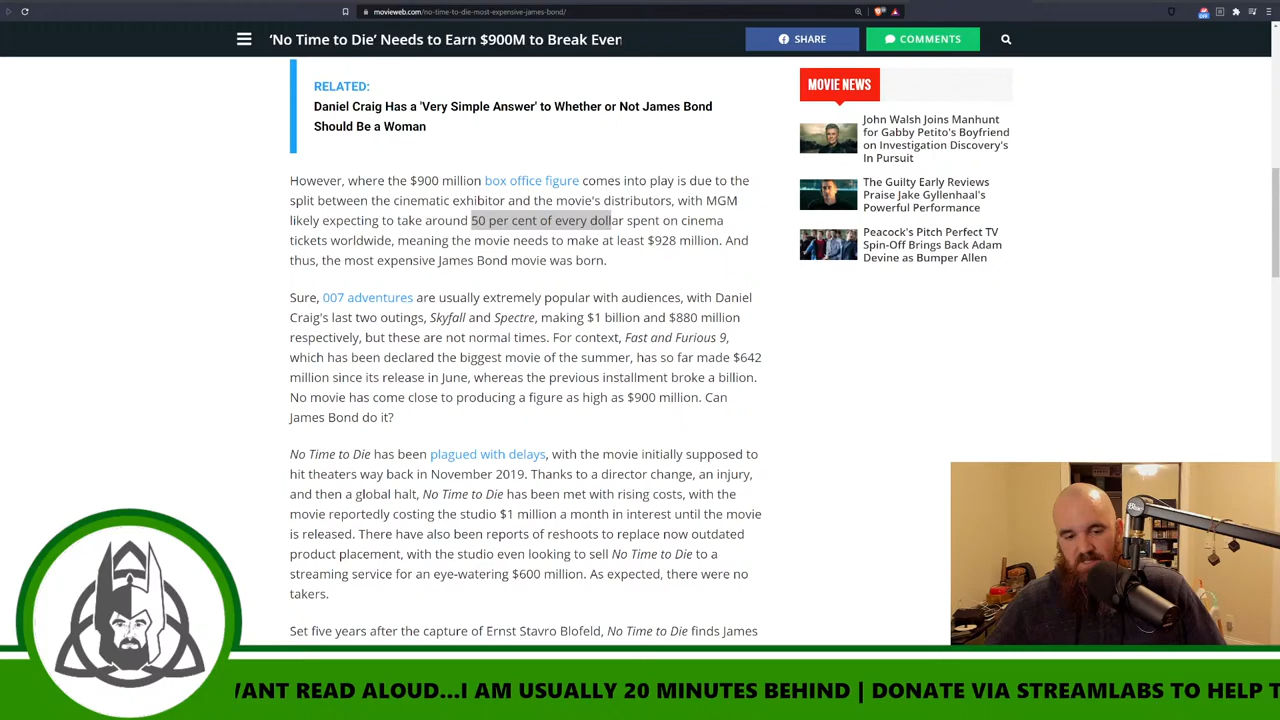 movieweb.com/no-time-to-die-most-expensive-james-bond/
‘No Time to Die’ Needs to Earn $900M to Break Even
SHARE
COMMENTS
RELATED:
Daniel Craig Has a 'Very Simple Answer' to Whether or Not James Bond
Should Be a Woman
However, where the $900 million box office figure comes into play is due to the
split between the cinematic exhibitor and the movie's distributors, with MGM
likely expecting to take around 50 per cent of every dollar spent on cinema
tickets worldwide, meaning the movie needs to make at least $928 million. And
thus, the most expensive James Bond movie was born.
Sure, 007 adventures are usually extremely popular with audiences, with Daniel
Craig's last two outings, Skyfall and Spectre, making $1 billion and $880 million
respectively, but these are not normal times. For context, Fast and Furious 9,
which has been declared the biggest movie of the summer, has so far made $642
million since its release in June, whereas the previous installment broke a billion.
No movie has come close to producing a figure as high as $900 million. Can
James Bond do it?
No Time to Die has been plagued with delays, with the movie initially supposed to
hit theaters way back in November 2019. Thanks to a director change, an injury,
and then a global halt, No Time to Die has been met with rising costs, with the
movie reportedly costing the studio $1 million a month in interest until the movie
is released. There have also been reports of reshoots to replace now outdated
product placement, with the studio even looking to sell No Time to Die to a
streaming service for an eye-watering $600 million. As expected, there were no
takers.
Set five years after the capture of Ernst Stavro Blofeld, No Time to Die finds James
MOVIE NEWS
John Walsh Joins Manhunt
for Gabby Petito's Boyfriend
on Investigation Discovery's
In Pursuit
The Guilty Early Reviews
Praise Jake Gyllenhaal's
Powerful Performance
Peacock's Pitch Perfect TV
Spin-Off Brings Back Adam
Devine as Bumper Allen
WANT READ ALOUD...I AM USUALLY 20 MINUTES BEHIND | DONATE VIA STREAMLABS TO HELP T